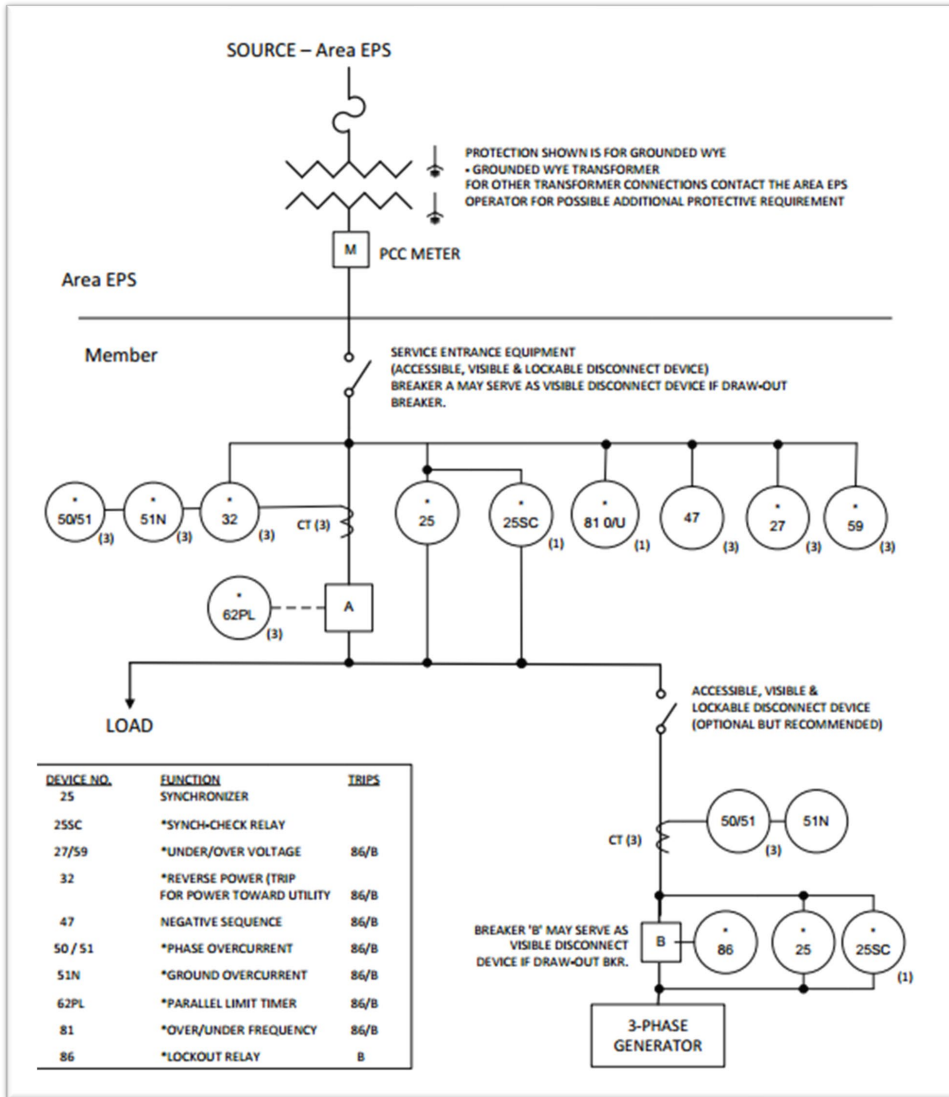 SOURCE – Area EPS
PROTECTION SHOWN IS FOR GROUNDED WYE
- GROUNDED WYE TRANSFORMER
FOR OTHER TRANSFORMER CONNECTIONS CONTACT THE AREA EPS
OPERATOR FOR POSSIBLE ADDITIONAL PROTECTIVE REQUIREMENT
M
PCC METER
Area EPS
Member
SERVICE ENTRANCE EQUIPMENT
(ACCESSIBLE, VISIBLE & LOCKABLE DISCONNECT DEVICE)
BREAKER A MAY SERVE AS VISIBLE DISCONNECT DEVICE IF DRAW-OUT
BREAKER.
* 50/51 (3)
* 51N (3)
* 32 (3)
CT (3)
* 25
* 25SC (1)
* 81 0/U (1)
47 (3)
* 27 (3)
* 59 (3)
* 62PL (3)
A
LOAD
ACCESSIBLE, VISIBLE &
LOCKABLE DISCONNECT DEVICE
(OPTIONAL BUT RECOMMENDED)
CT (3)
50/51 (3)
51N
BREAKER 'B' MAY SERVE AS
VISIBLE DISCONNECT
DEVICE IF DRAW-OUT BKR.
B
* 86
* 25
* 25SC (1)
3-PHASE
GENERATOR
DEVICE NO. FUNCTION TRIPS
25 SYNCHRONIZER
25SC *SYNCH-CHECK RELAY
27/59 *UNDER/OVER VOLTAGE 86/B
32 *REVERSE POWER (TRIP
FOR POWER TOWARD UTILITY 86/B
47 NEGATIVE SEQUENCE 86/B
50 / 51 *PHASE OVERCURRENT 86/B
51N *GROUND OVERCURRENT 86/B
62PL *PARALLEL LIMIT TIMER 86/B
81 *OVER/UNDER FREQUENCY 86/B
86 *LOCKOUT RELAY B